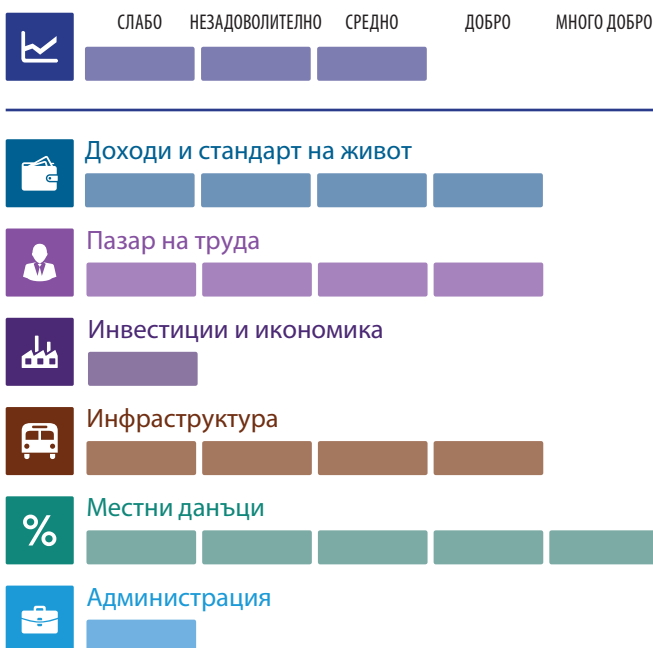 СЛАБО НЕЗАДОВОЛИТЕЛНО СРЕДНО ДОБРО МНОГО ДОБРО
Доходи и стандарт на живот
Пазар на труда
Инвестиции и икономика
Инфраструктура
Местни данъци
%
Администрация